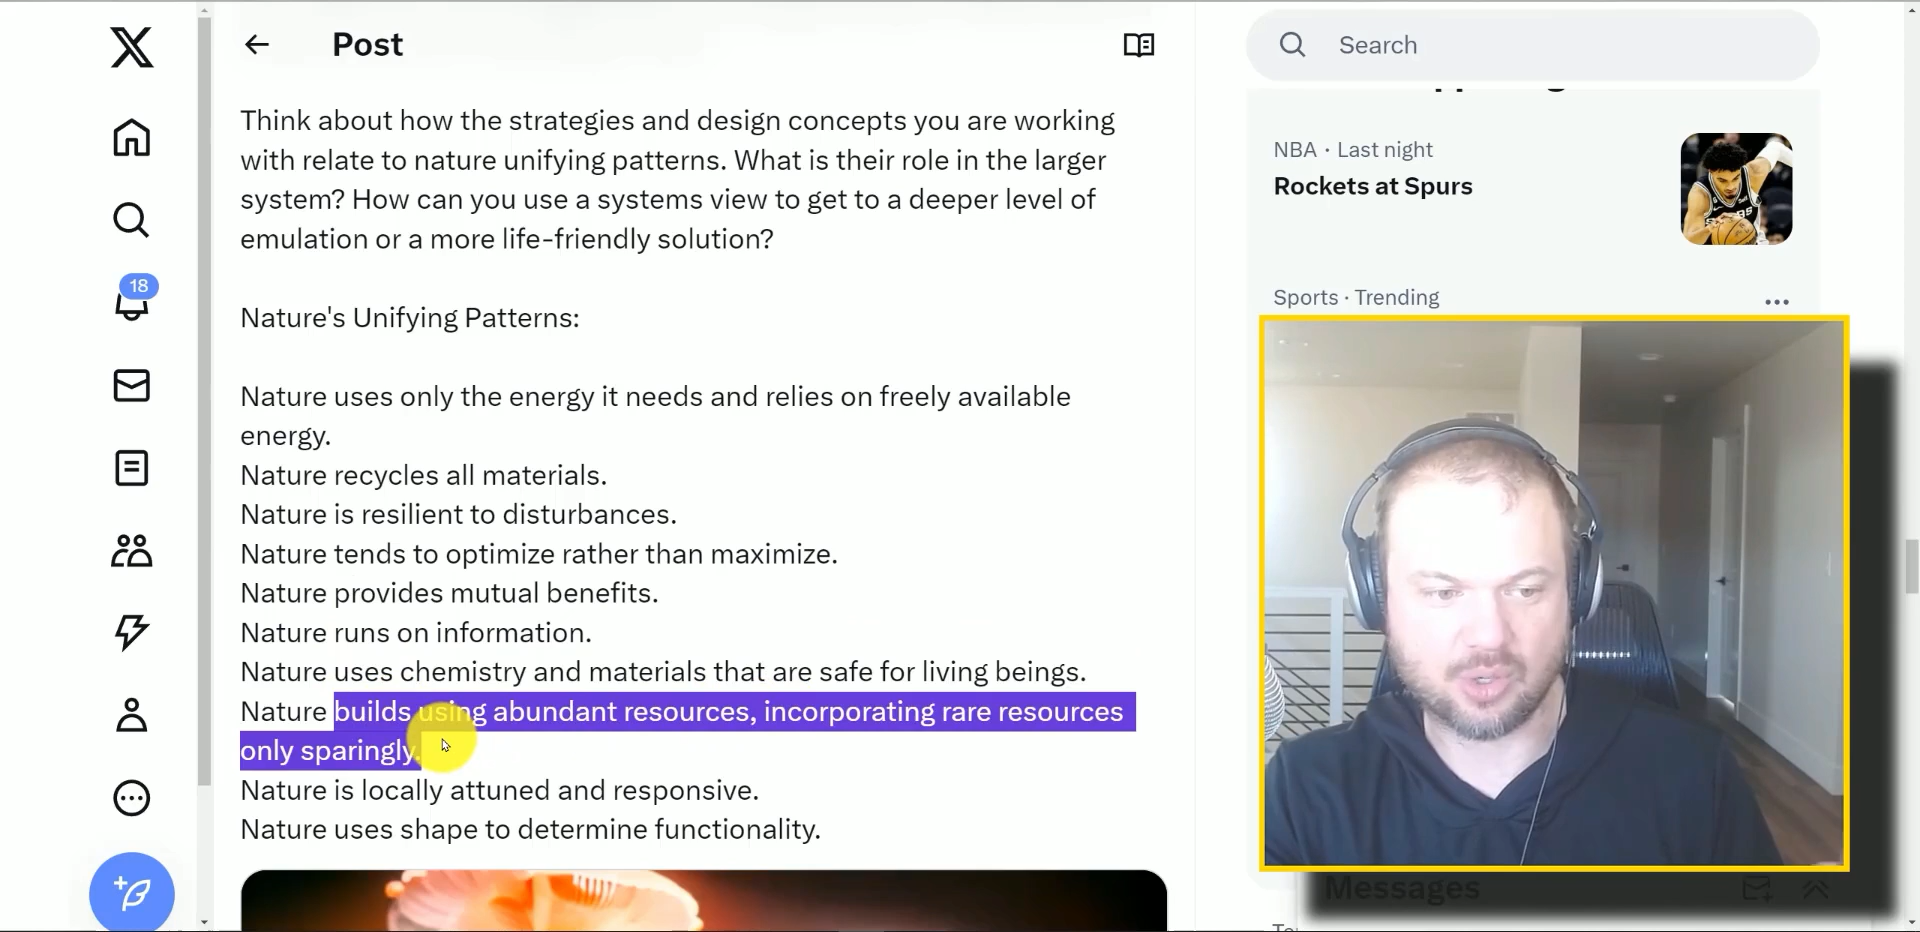 Post
Search
Think about how the strategies and design concepts you are working
with relate to nature unifying patterns. What is their role in the larger
system? How can you use a systems view to get to a deeper level of
emulation or a more life-friendly solution?
Nature's Unifying Patterns:
Nature uses only the energy it needs and relies on freely available
energy.
Nature recycles all materials.
Nature is resilient to disturbances.
Nature tends to optimize rather than maximize.
Nature provides mutual benefits.
Nature runs on information.
Nature uses chemistry and materials that are safe for living beings.
Nature builds using abundant resources, incorporating rare resources
only sparingly.
Nature is locally attuned and responsive.
Nature uses shape to determine functionality.
18
NBA · Last night
Rockets at Spurs
Sports · Trending
Messages